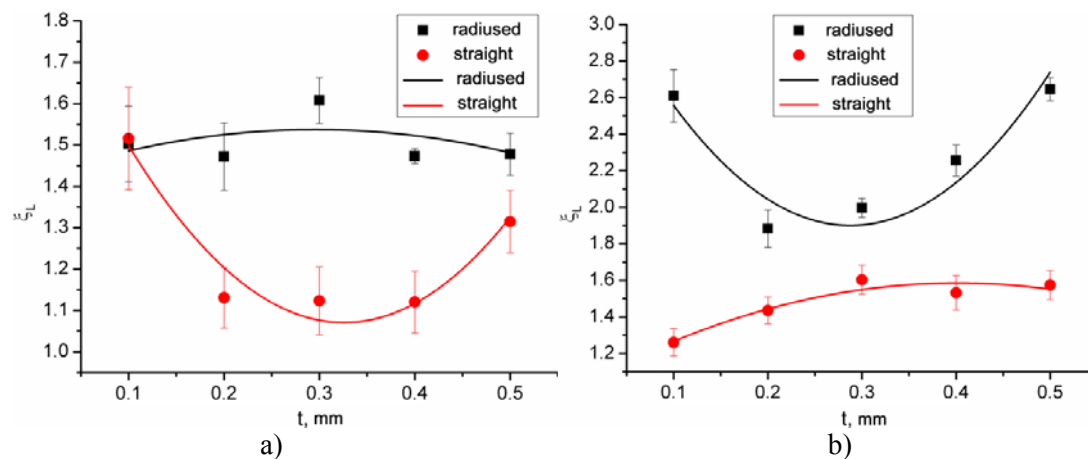 1.8
1.7
1.6
1.5
1.4
1.3
1.2
1.1
1.0
ξL
0.1 0.2 0.3 0.4 0.5
t, mm
radiused
straight
radiused
straight
a)
3.0
2.8
2.6
2.4
2.2
2.0
1.8
1.6
1.4
1.2
ξL
0.1 0.2 0.3 0.4 0.5
t, mm
radiused
straight
radiused
straight
b)